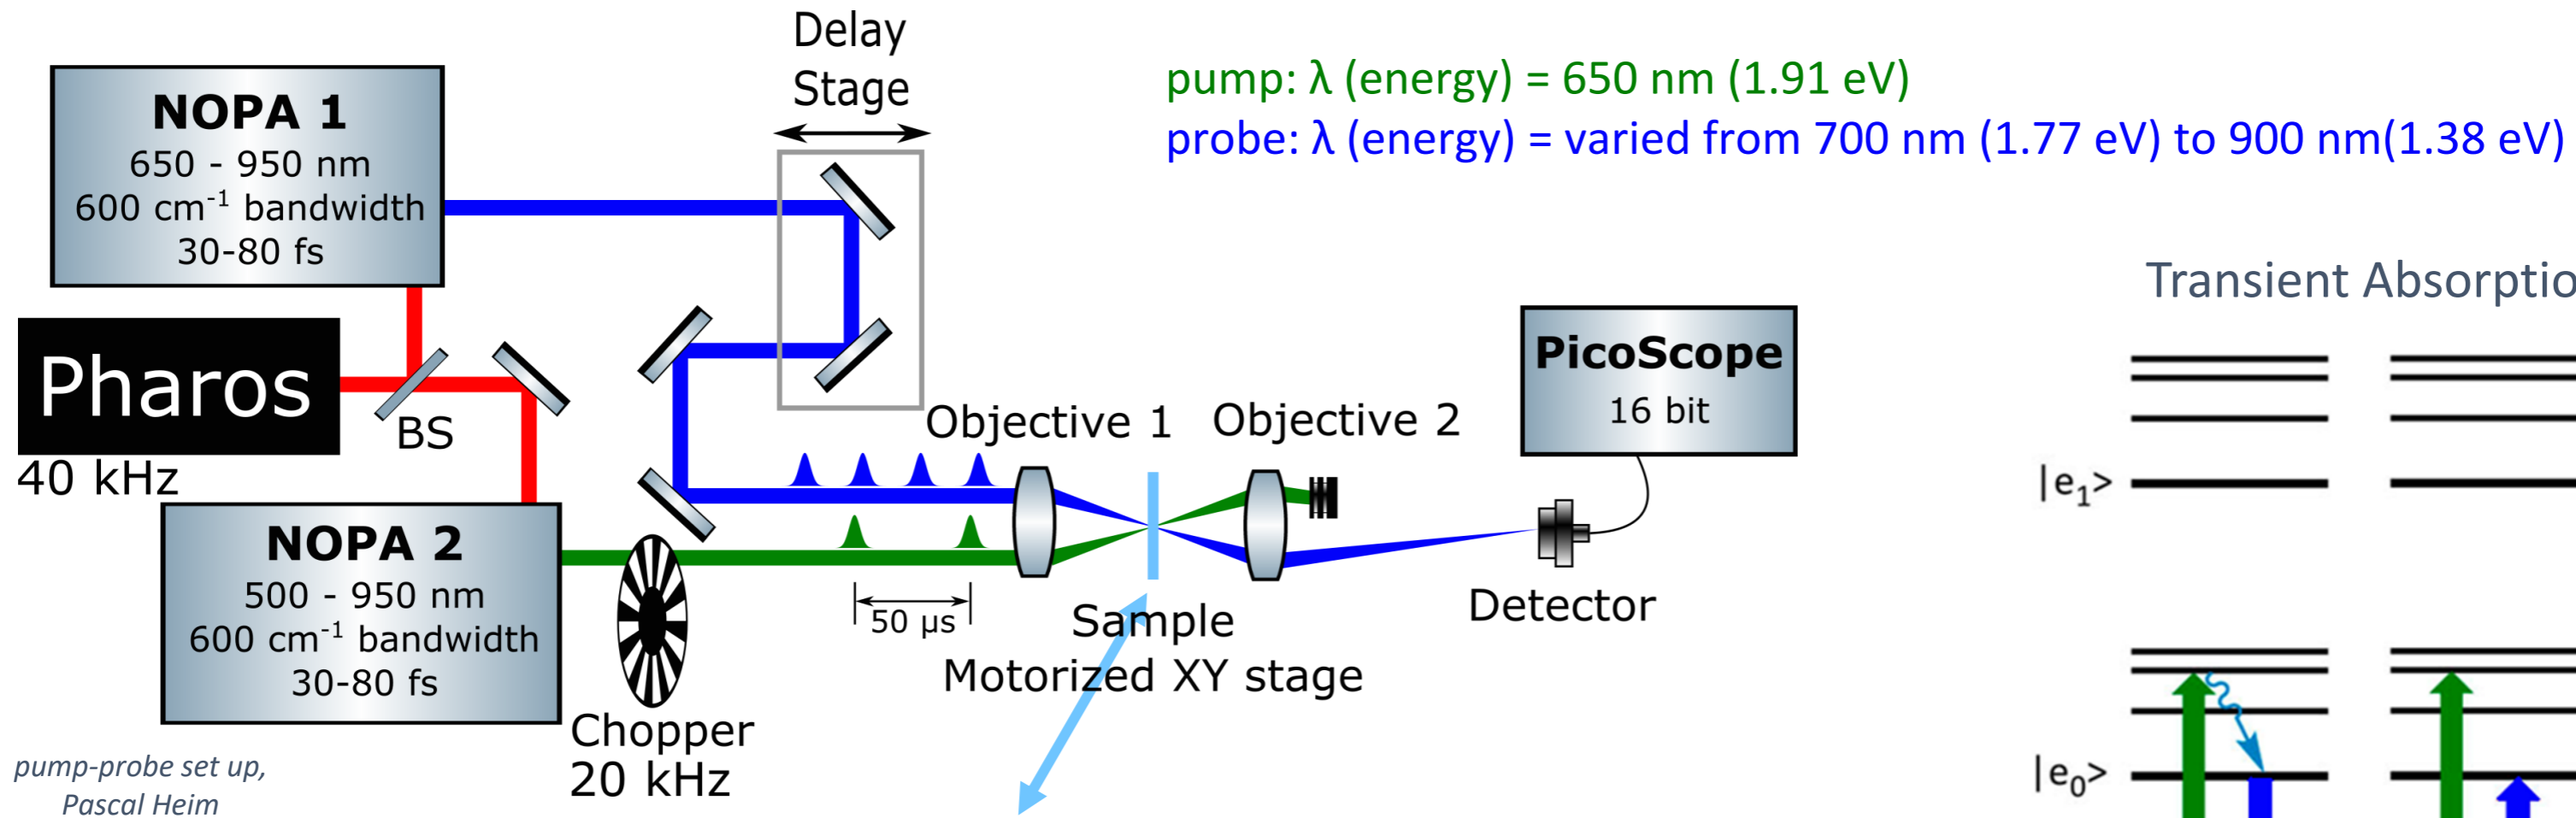 Delay
Stage
pump: λ (energy) = 650 nm (1.91 eV)
probe: λ (energy) = varied from 700 nm (1.77 eV) to 900 nm(1.38 eV)
NOPA 1
650 - 950 nm
600 cm⁻¹ bandwidth
30-80 fs
Transient Absorptio
Pharos
BS
40 kHz
Objective 1
Objective 2
PicoScope
16 bit
|e₁>
NOPA 2
500 - 950 nm
600 cm⁻¹ bandwidth
30-80 fs
50 µs
Sample
Motorized XY stage
Detector
Chopper
20 kHz
|e₀>
pump-probe set up,
Pascal Heim